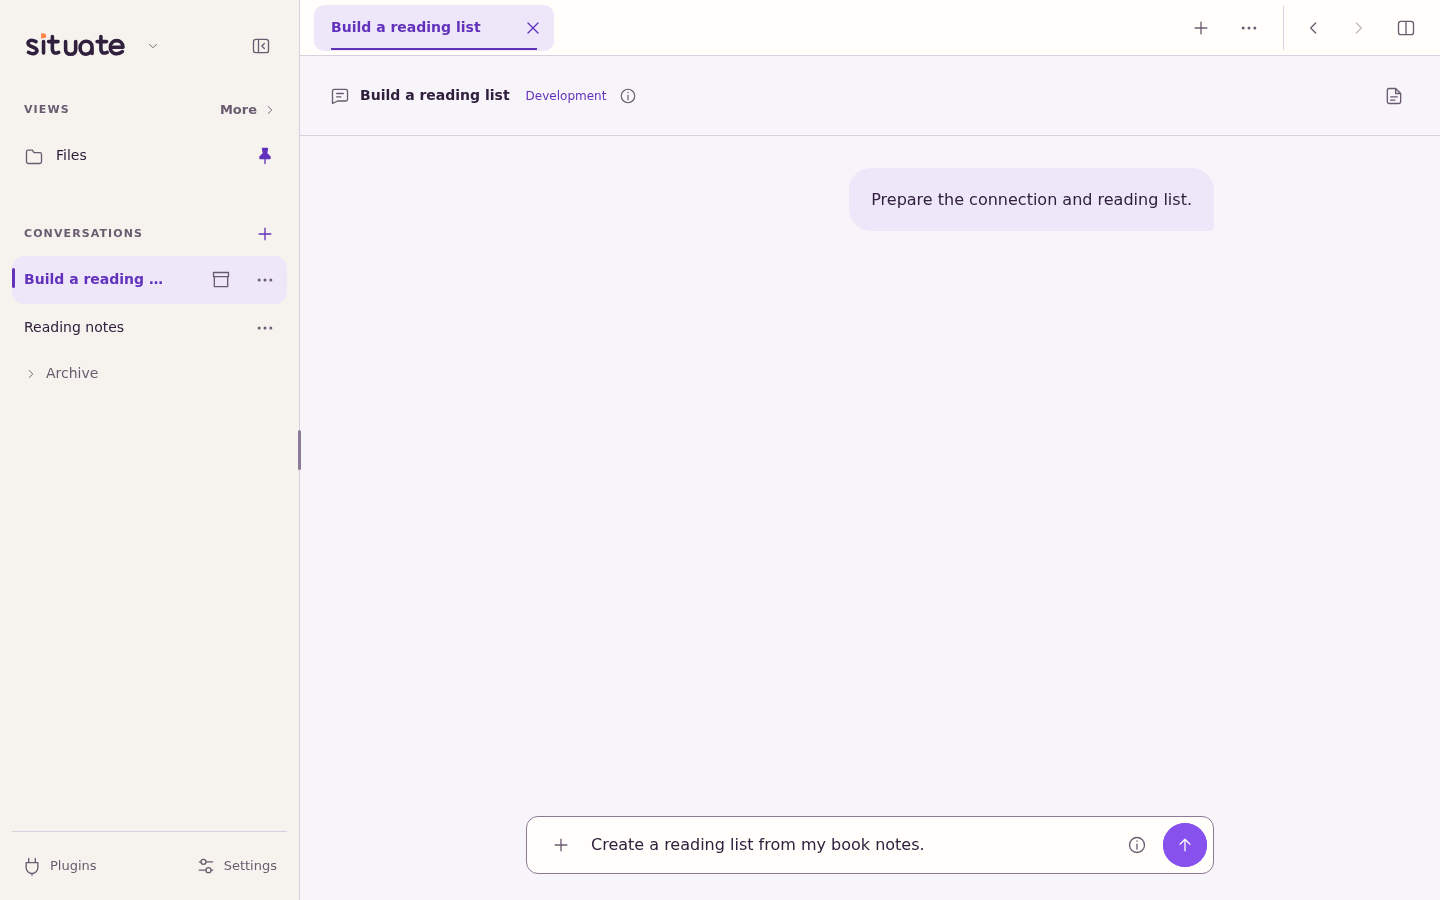 situate
VIEWS
More
Files
CONVERSATIONS
Build a reading ...
Reading notes
Archive
Plugins
Settings
Build a reading list
Build a reading list
Development
Prepare the connection and reading list.
Create a reading list from my book notes.